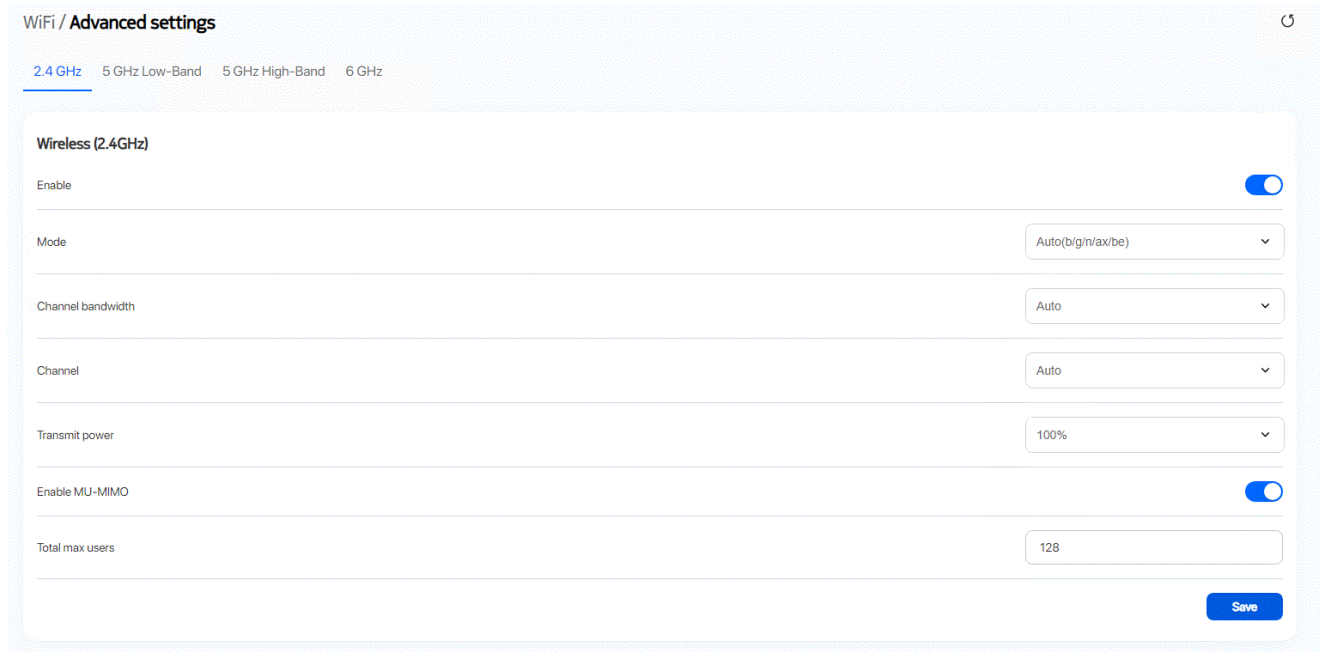 WiFi / Advanced settings
2.4 GHz 5 GHz Low-Band 5 GHz High-Band 6 GHz
Wireless (2.4GHz)
Enable
Mode Auto(b/g/n/ax/be)
Channel bandwidth Auto
Channel Auto
Transmit power 100%
Enable MU-MIMO
Total max users 128
Save